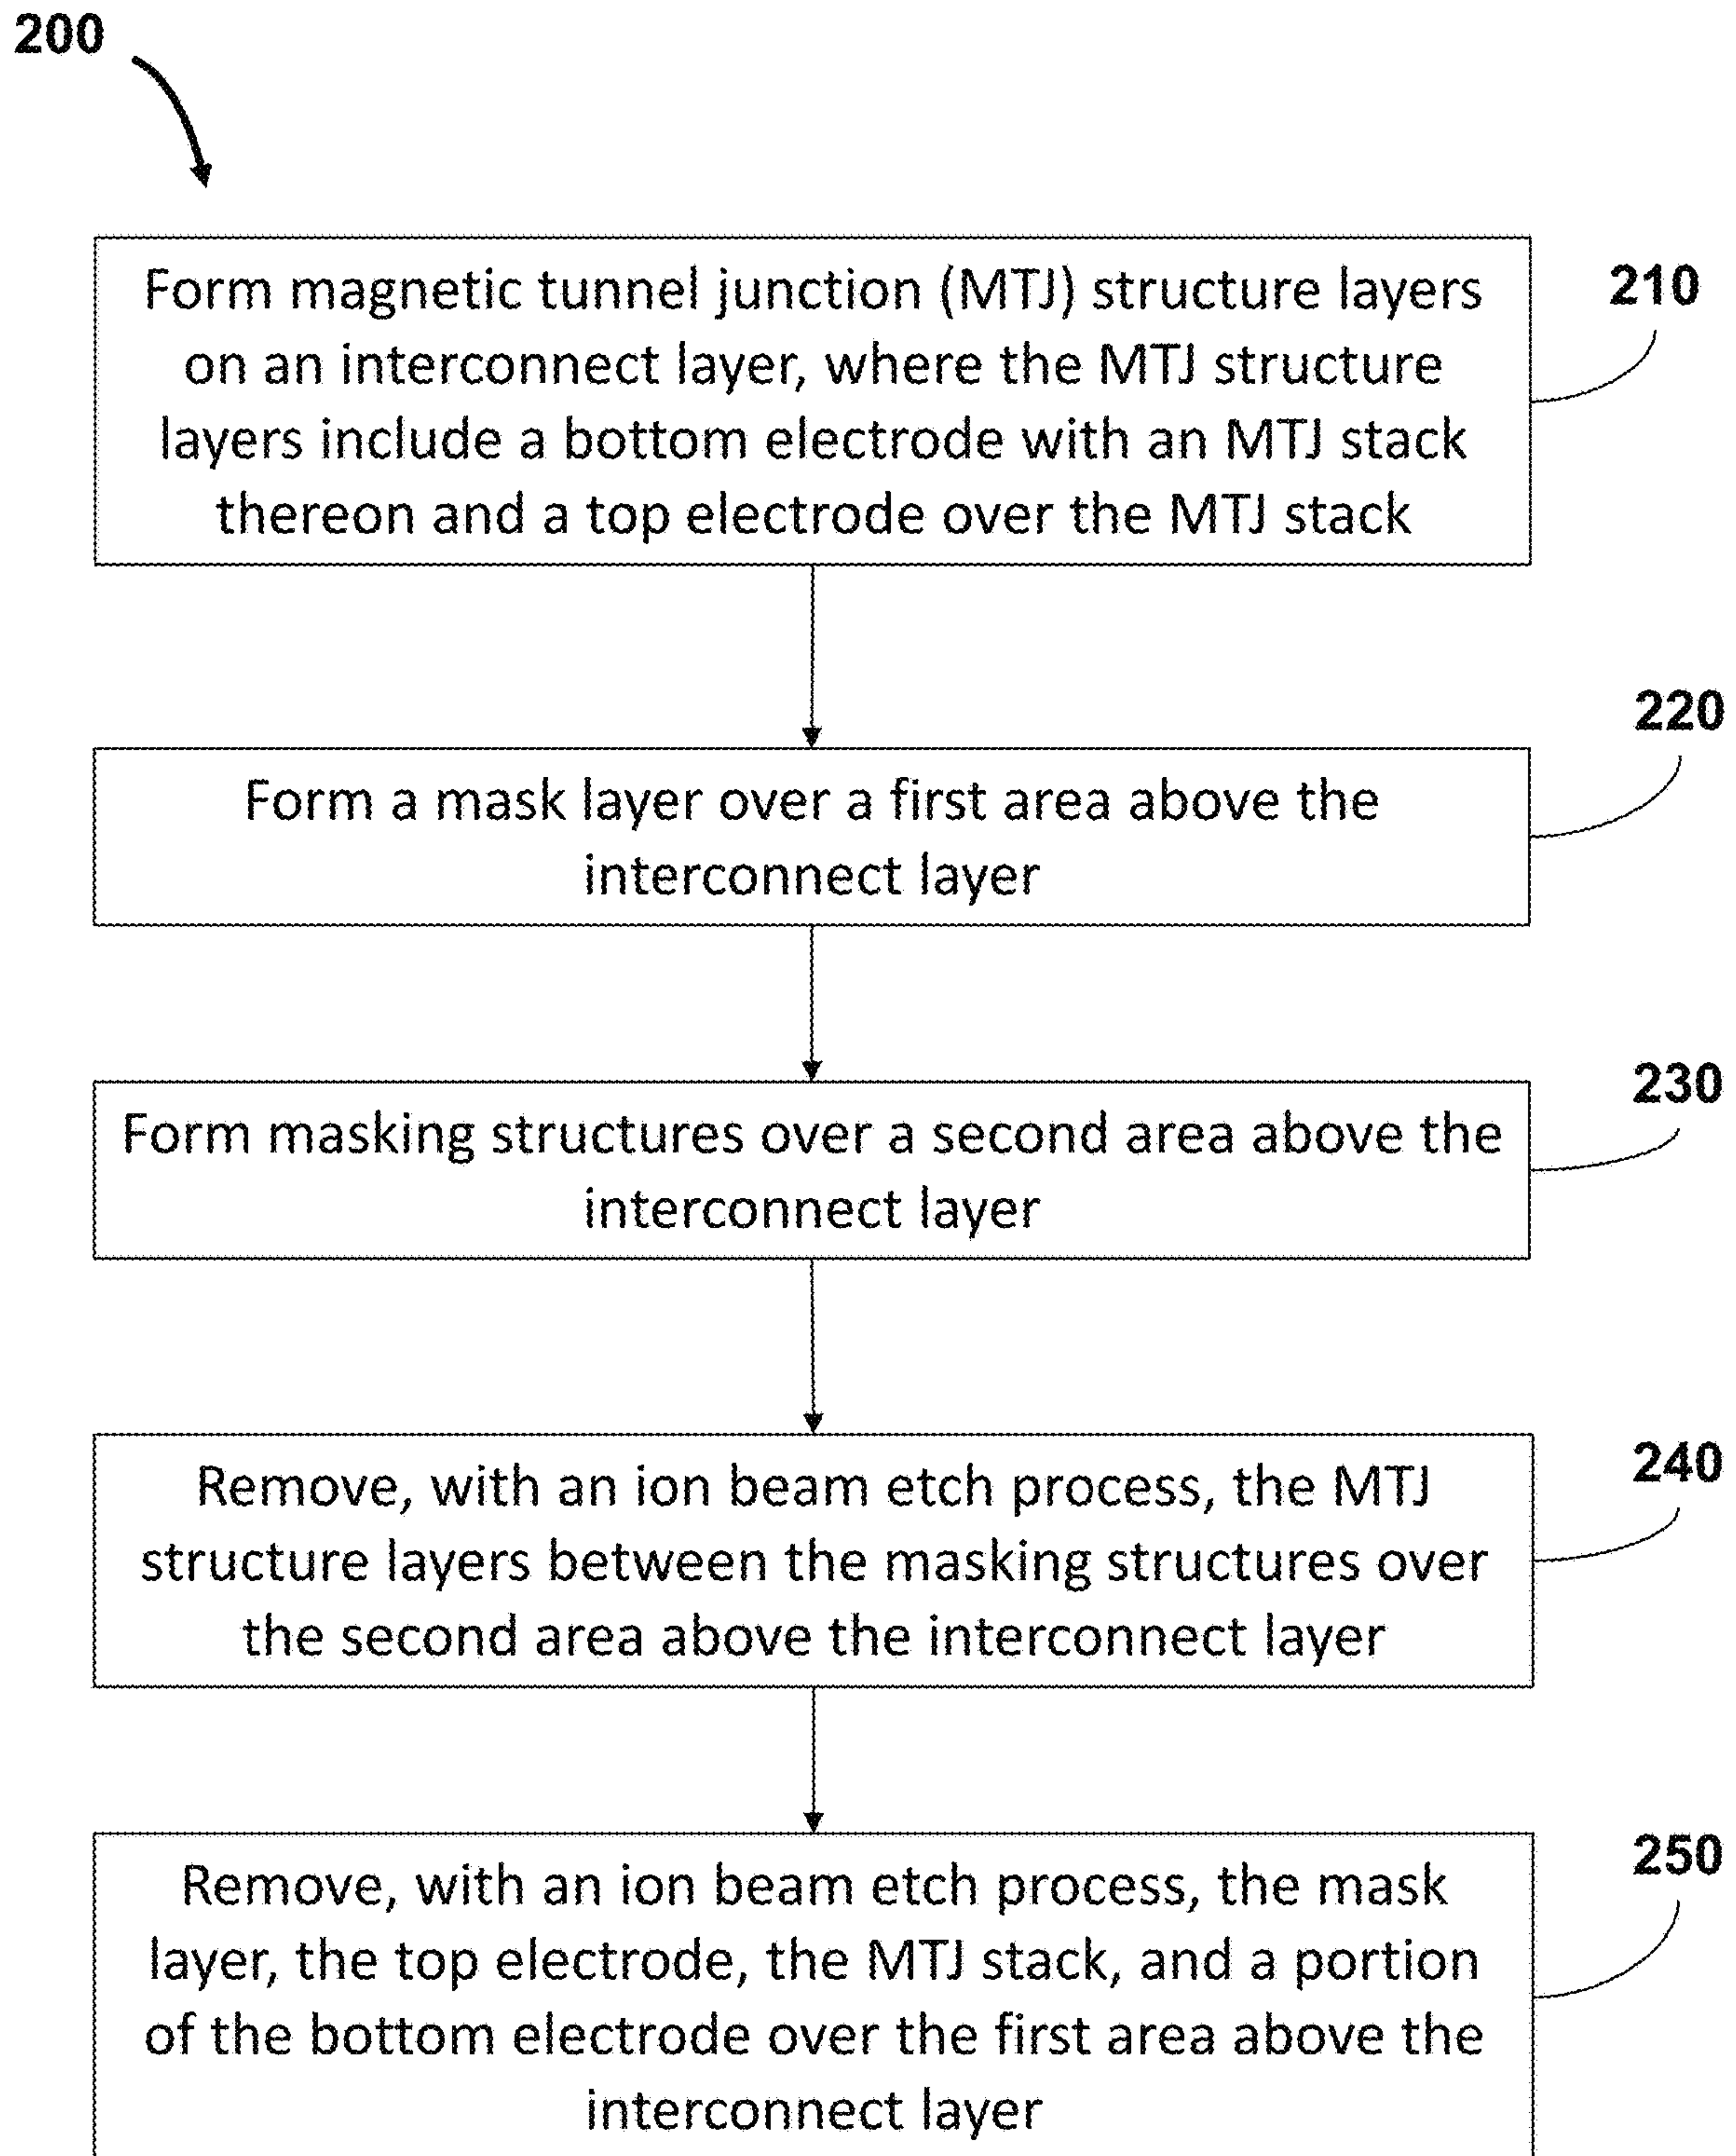 200
Form magnetic tunnel junction (MTJ) structure layers
on an interconnect layer, where the MTJ structure
layers include a bottom electrode with an MTJ stack
thereon and a top electrode over the MTJ stack
210
Form a mask layer over a first area above the
interconnect layer
220
Form masking structures over a second area above the
interconnect layer
230
Remove, with an ion beam etch process, the MTJ
structure layers between the masking structures over
the second area above the interconnect layer
240
Remove, with an ion beam etch process, the mask
layer, the top electrode, the MTJ stack, and a portion
of the bottom electrode over the first area above the
interconnect layer
250